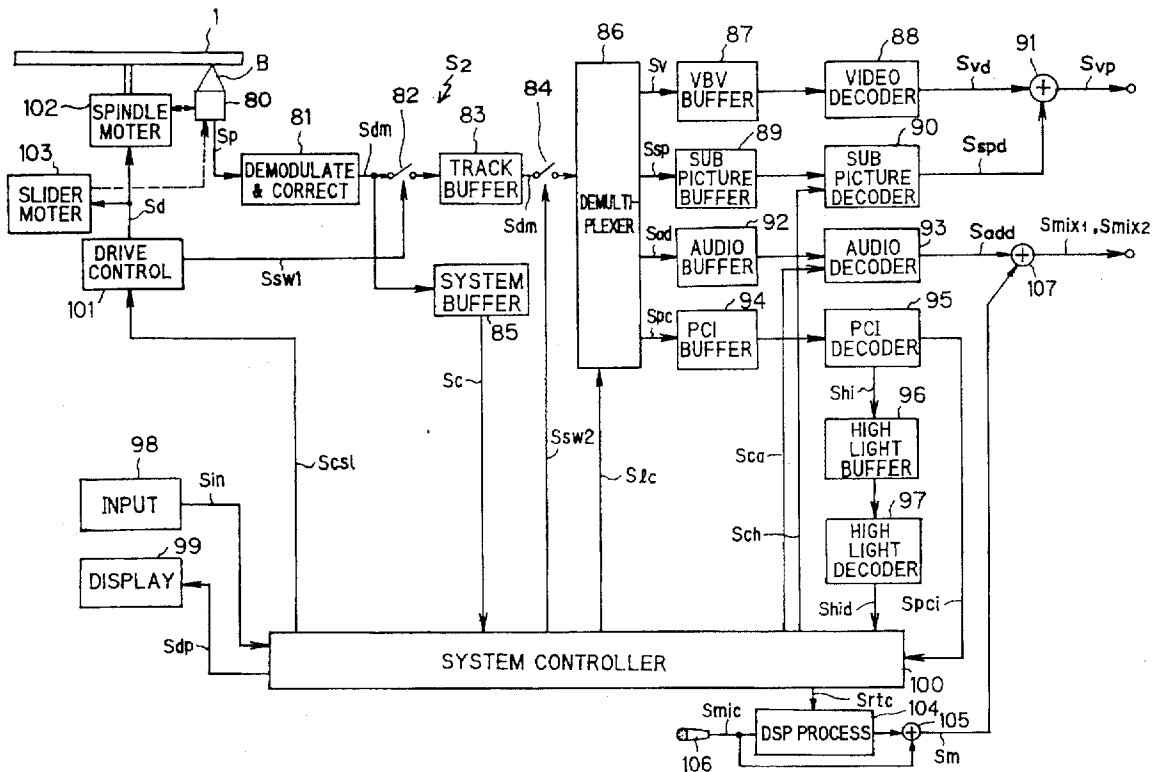 1
86
87
88
91
S2
B
82
84
Sv
VBV
BUFFER
VIDEO
DECODER
Svd
Svp
102
SPINDLE
MOTER
80
81
83
Sp
Sdm
89
90
103
DEMODULATE
& CORRECT
TRACK
BUFFER
Ssp
SUB
PICTURE
BUFFER
SUB
PICTURE
DECODER
Sspd
SLIDER
MOTER
Sdm
DEMULTI-
PLEXER
Sd
92
93
Sad
AUDIO
BUFFER
AUDIO
DECODER
Sadd
Smix1, Smix2
DRIVE
CONTROL
Ssw1
SYSTEM
BUFFER
107
101
85
94
95
Spc
PCI
BUFFER
PCI
DECODER
Sc
Shi
96
98
Scsl
Ssw2
Slc
Sca
HIGH
LIGHT
BUFFER
INPUT
Sin
97
99
Sch
HIGH
LIGHT
DECODER
DISPLAY
Shid
Spci
Sdp
SYSTEM CONTROLLER
100
Srtc
104
105
Smic
DSP PROCESS
Sm
106